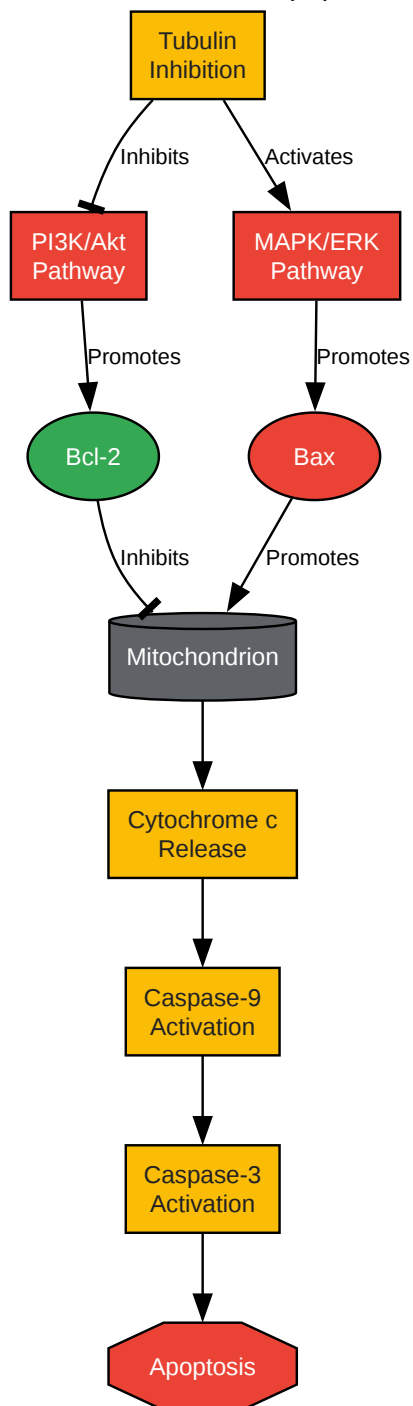 Tubulin
Inhibition
Inhibits
Activates
PI3K/Akt
Pathway
MAPK/ERK
Pathway
Promotes
Promotes
Bcl-2
Bax
Inhibits
Promotes
Mitochondrion
Cytochrome c
Release
Caspase-9
Activation
Caspase-3
Activation
Apoptosis